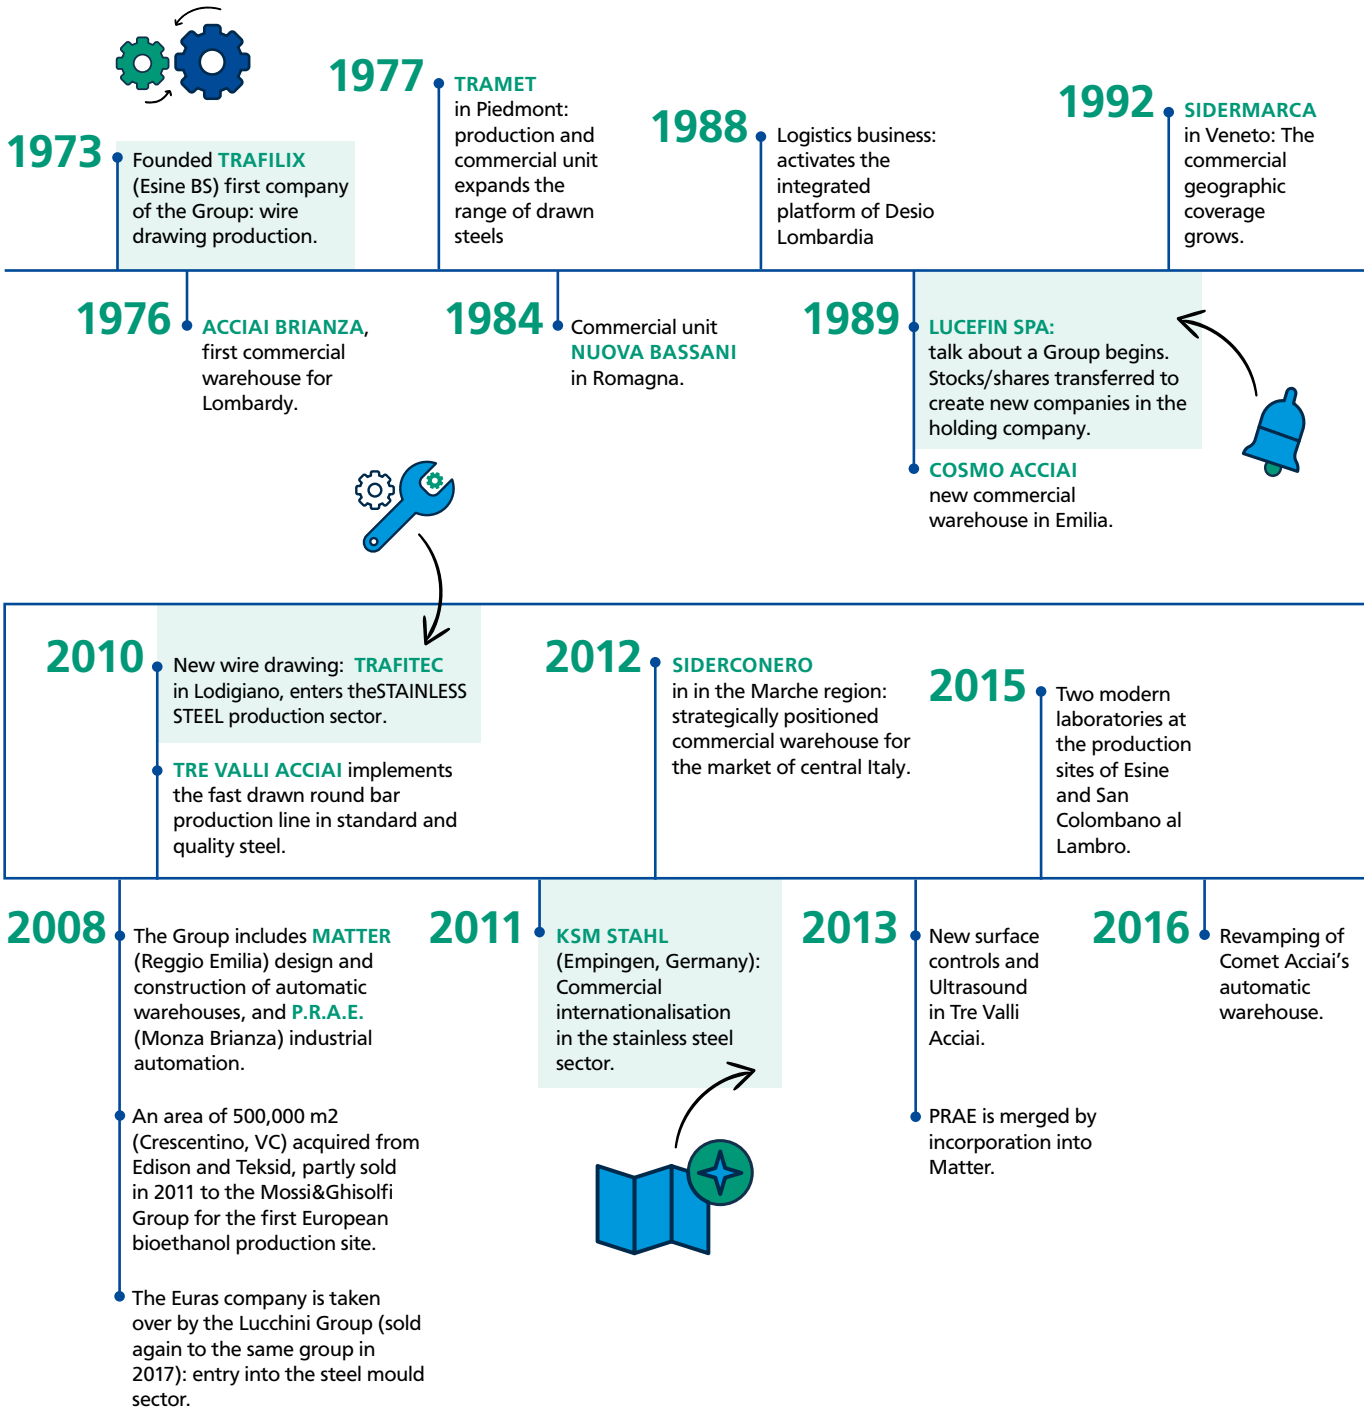 1973
Founded TRAFILIX
(Esine BS) first company
of the Group: wire
drawing production.
1976
ACCIAI BRIANZA,
first commercial
warehouse for
Lombardy.
1977
TRAMET
in Piedmont:
production and
commercial unit
expands the
range of drawn
steels
1984
Commercial unit
NUOVA BASSANI
in Romagna.
1988
Logistics business:
activates the
integrated
platform of Desio
Lombardia
1989
LUCEFIN SPA:
talk about a Group begins.
Stocks/shares transferred to
create new companies in the
holding company.
COSMO ACCIAI
new commercial
warehouse in Emilia.
1992
SIDERMARCA
in Veneto: The
commercial
geographic
coverage
grows.
2008
The Group includes MATTER
(Reggio Emilia) design and
construction of automatic
warehouses, and P.R.A.E.
(Monza Brianza) industrial
automation.
An area of 500,000 m2
(Crescentino, VC) acquired from
Edison and Teksid, partly sold
in 2011 to the Mossi&Ghisolfi
Group for the first European
bioethanol production site.
The Euras company is taken
over by the Lucchini Group (sold
again to the same group in
2017): entry into the steel mould
sector.
2010
New wire drawing: TRAFITEC
in Lodigiano, enters theSTAINLESS
STEEL production sector.
TRE VALLI ACCIAI implements
the fast drawn round bar
production line in standard and
quality steel.
2011
KSM STAHL
(Empingen, Germany):
Commercial
internationalisation
in the stainless steel
sector.
2012
SIDERCONERO
in in the Marche region:
strategically positioned
commercial warehouse for
the market of central Italy.
2013
New surface
controls and
Ultrasound
in Tre Valli
Acciai.
PRAE is merged by
incorporation into
Matter.
2015
Two modern
laboratories at
the production
sites of Esine
and San
Colombano al
Lambro.
2016
Revamping of
Comet Acciai's
automatic
warehouse.